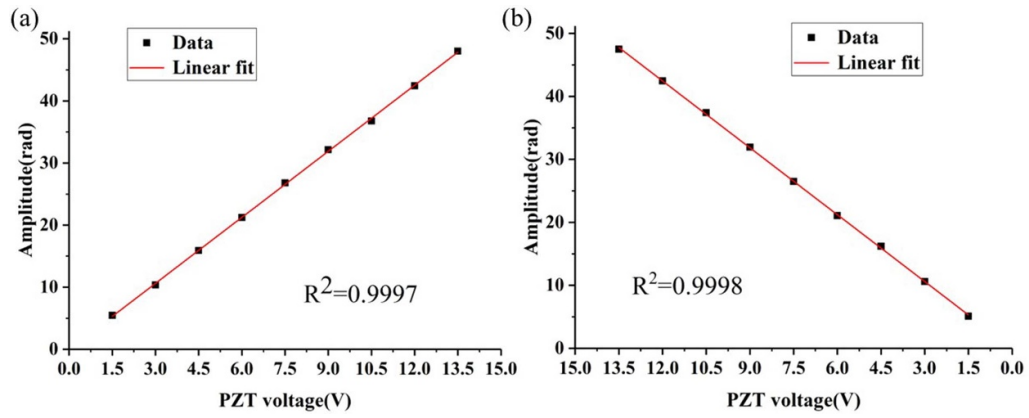 (a)
Data
Linear fit
50
40
30
20
10
0
Amplitude(rad)
R²=0.9997
0.0 1.5 3.0 4.5 6.0 7.5 9.0 10.5 12.0 13.5 15.0
PZT voltage(V)
(b)
Data
Linear fit
50
40
30
20
10
0
Amplitude(rad)
R²=0.9998
15.0 13.5 12.0 10.5 9.0 7.5 6.0 4.5 3.0 1.5 0.0
PZT voltage(V)